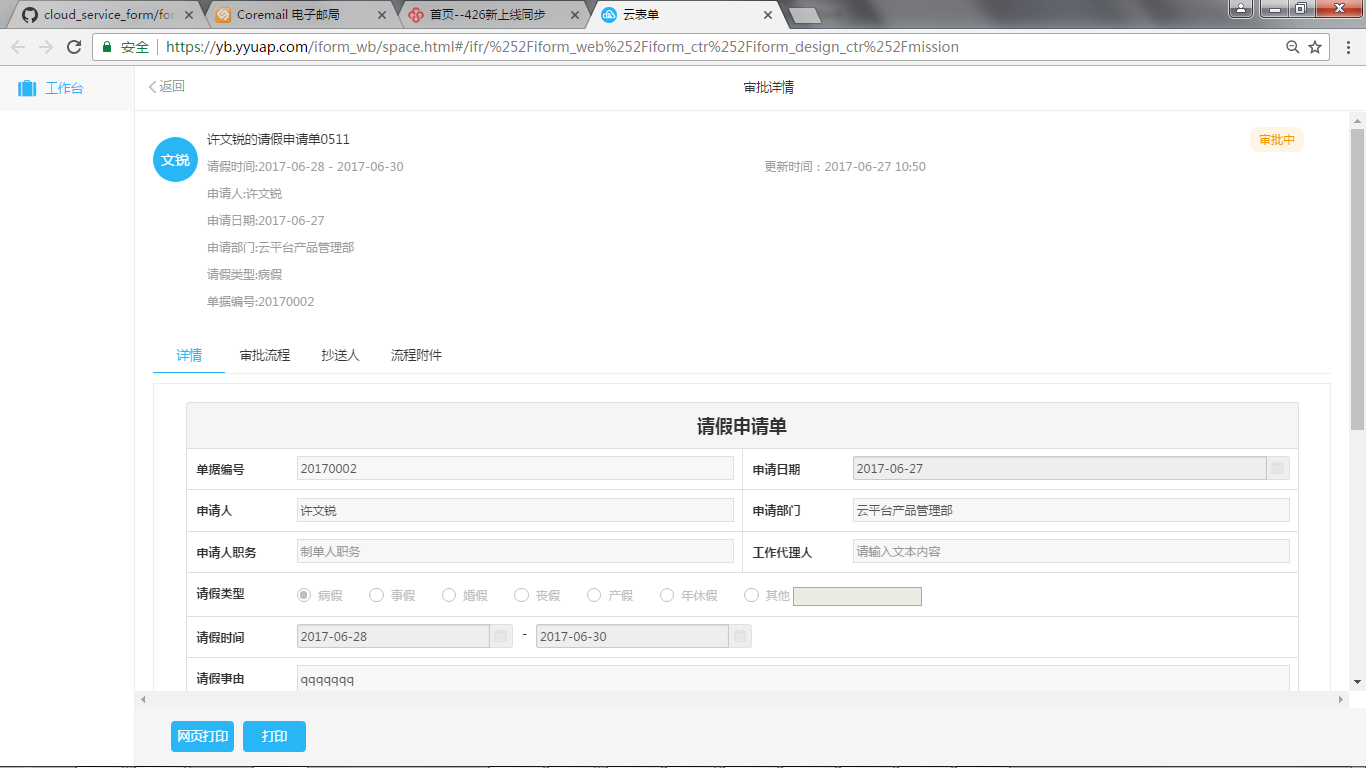 cloud_service_form/for
Coremail 电子邮局
首页--426新上线同步
云表单
安全
https://yb.yyuap.com/iform_wb/space.html#/ifr/%252Fiform_web%252Fiform_ctr%252Fiform_design_ctr%252Fmission
工作台
返回
审批详情
文锐
许文锐的请假申请单0511
审批中
请假时间:2017-06-28 - 2017-06-30
更新时间：2017-06-27 10:50
申请人:许文锐
申请日期:2017-06-27
申请部门:云平台产品管理部
请假类型:病假
单据编号:20170002
详情 审批流程 抄送人 流程附件
请假申请单
单据编号 20170002 申请日期 2017-06-27
申请人 许文锐 申请部门 云平台产品管理部
申请人职务 制单人职务 工作代理人 请输入文本内容
请假类型 病假 事假 婚假 丧假 产假 年休假 其他
请假时间 2017-06-28 - 2017-06-30
请假事由 qqqqqqq
网页打印 打印